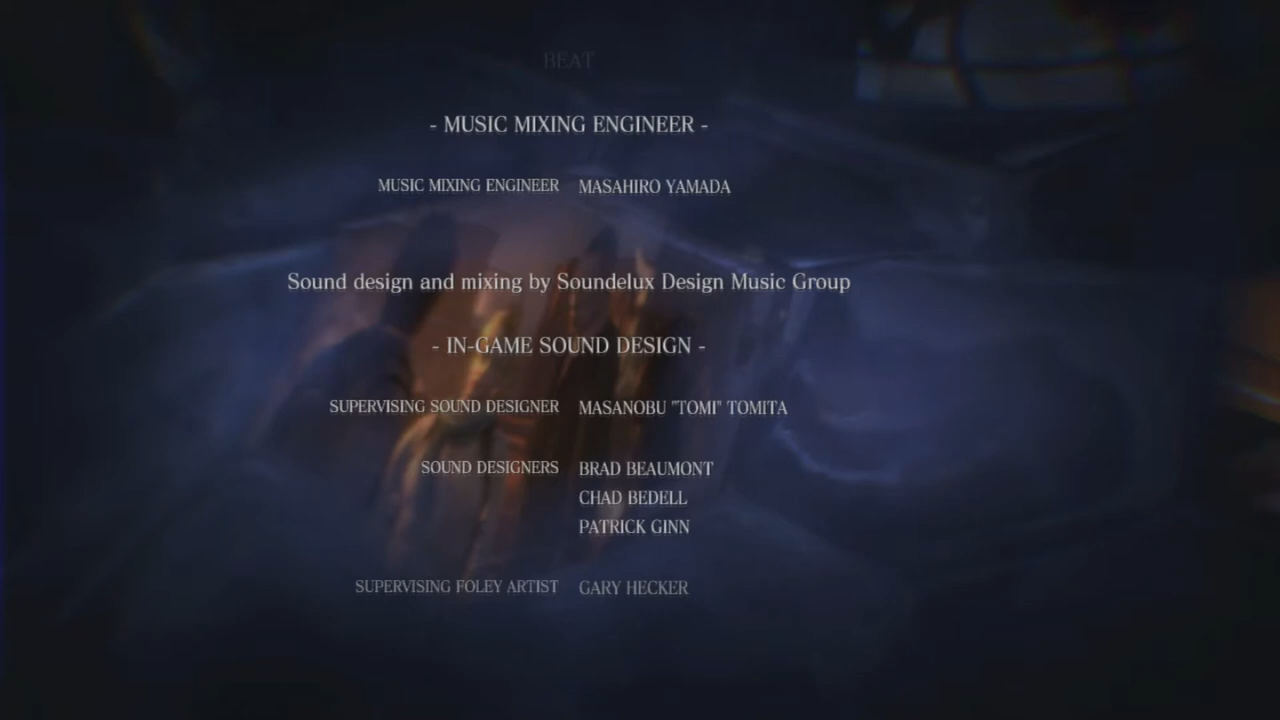 BEAT
- MUSIC MIXING ENGINEER -
MUSIC MIXING ENGINEER MASAHIRO YAMADA
Sound design and mixing by Soundelux Design Music Group
- IN-GAME SOUND DESIGN -
SUPERVISING SOUND DESIGNER MASANOBU "TOMI" TOMITA
SOUND DESIGNERS BRAD BEAUMONT
CHAD BEDELL
PATRICK GINN
SUPERVISING FOLEY ARTIST GARY HECKER